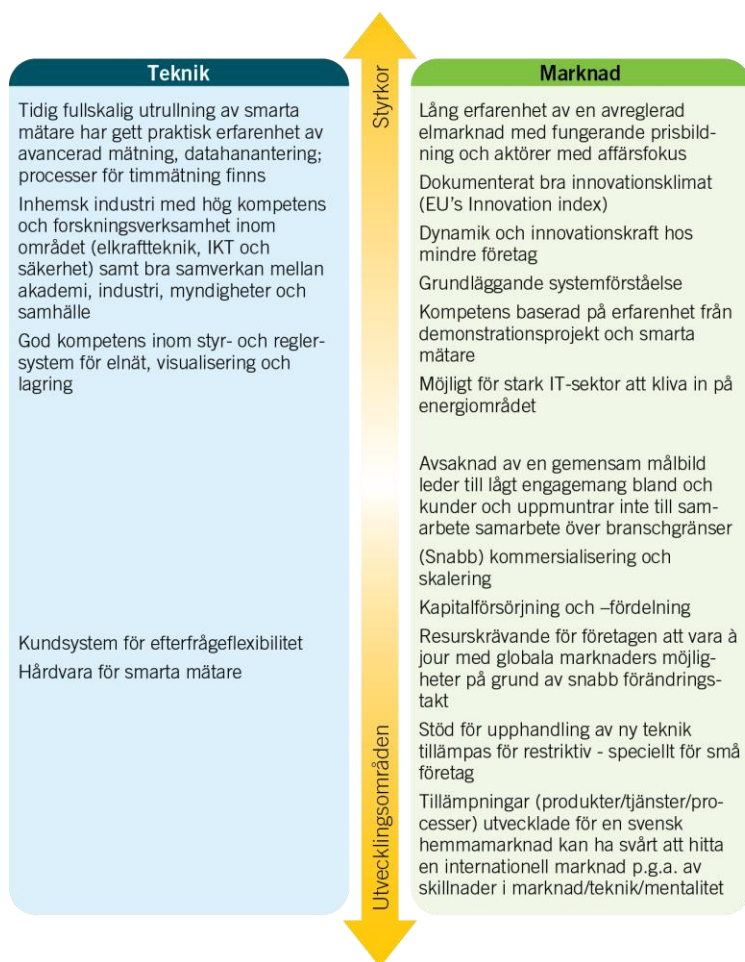 Teknik
Tidig fullskalig utrullning av smarta
mätare har gett praktisk erfarenhet av
avancerad mätning, datahanantering;
processer för timmätning finns
Inhemsk industri med hög kompetens
och forskningsverksamhet inom
området (elkraftteknik, IKT och
säkerhet) samt bra samverkan mellan
akademi, industri, myndigheter och
samhälle
God kompetens inom styr- och regler-
system för elnät, visualisering och
lagring
Kundsystem för efterfrågeflexibilitet
Hårdvara för smarta mätare
Styrkor
Utvecklingsområden
Marknad
Lång erfarenhet av en avreglerad
elmarknad med fungerande prisbild-
ning och aktörer med affärsfokus
Dokumenterat bra innovationsklimat
(EU's Innovation index)
Dynamik och innovationskraft hos
mindre företag
Grundläggande systemförståelse
Kompetens baserad på erfarenhet från
demonstrationsprojekt och smarta
mätare
Möjligt för stark IT-sektor att kliva in på
energiområdet
Avsaknad av en gemensam målbild
leder till lågt engagemang bland och
kunder och uppmuntrar inte till sam-
arbete samarbete över branschgränser
(Snabb) kommersialisering och
skalering
Kapitalförsörjning och –fördelning
Resurskrävande för företagen att vara à
jour med globala marknaders möjlig-
heter på grund av snabb förändrings-
takt
Stöd för upphandling av ny teknik
tillämpas för restriktiv - speciellt för små
företag
Tillämpningar (produkter/tjänster/pro-
cesser) utvecklade för en svensk
hemmamarknad kan ha svårt att hitta
en internationell marknad p.g.a. av
skillnader i marknad/teknik/mentalitet